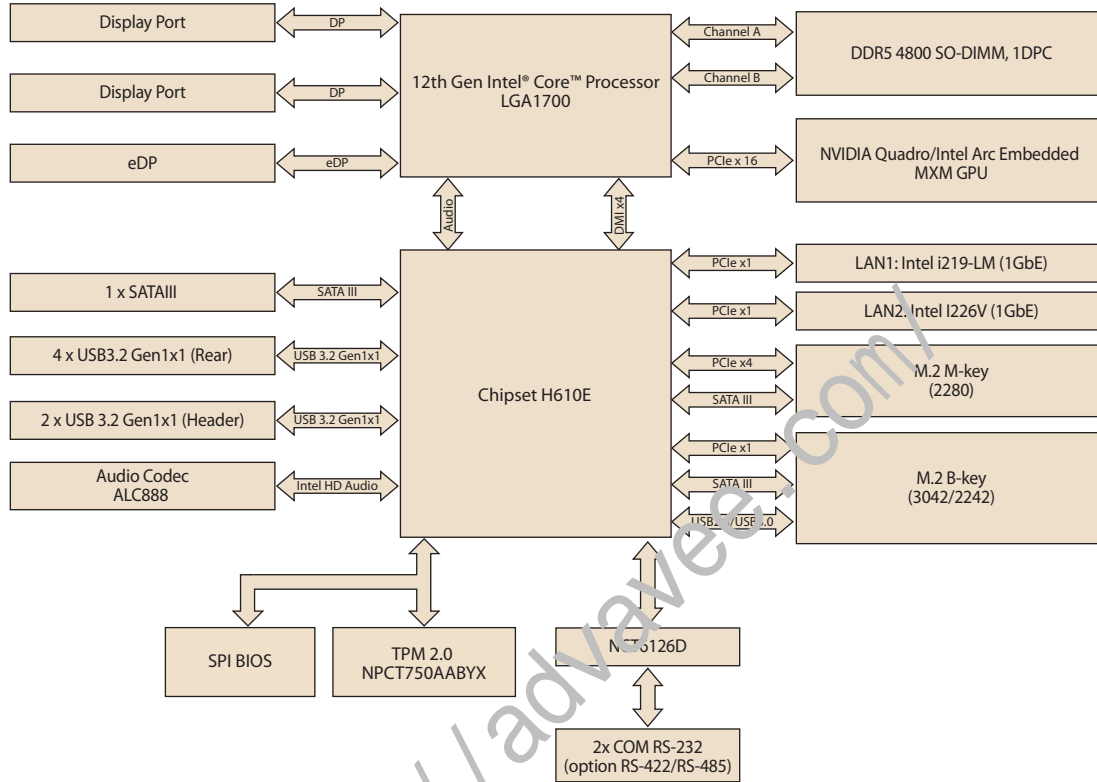 Display Port
DP
Display Port
DP
eDP
eDP
12th Gen Intel® Core™ Processor
LGA1700
Channel A
Channel B
DDR5 4800 SO-DIMM, 1DPC
PCIe x 16
NVIDIA Quadro/Intel Arc Embedded
MXM GPU
Audio
DMI x4
1 x SATAIII
SATA III
4 x USB3.2 Gen1x1 (Rear)
USB 3.2 Gen1x1
2 x USB 3.2 Gen1x1 (Header)
USB 3.2 Gen1x1
Audio Codec
ALC888
Intel HD Audio
Chipset H610E
PCIe x1
LAN1: Intel i219-LM (1GbE)
PCIe x1
LAN2: Intel I226V (1GbE)
PCIe x4
SATA III
M.2 M-key
(2280)
PCIe x1
SATA III
M.2 B-key
(3042/2242)
SPI BIOS
TPM 2.0
NPCT750AABYX
2x COM RS-232
(option RS-422/RS-485)
//advavee.com/